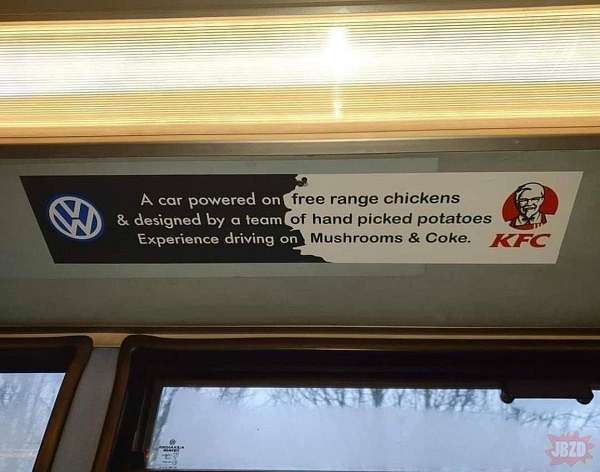 A car powered on free range chickens
& designed by a team of hand picked potatoes
Experience driving on Mushrooms & Coke.
VW
KFC
JBZD